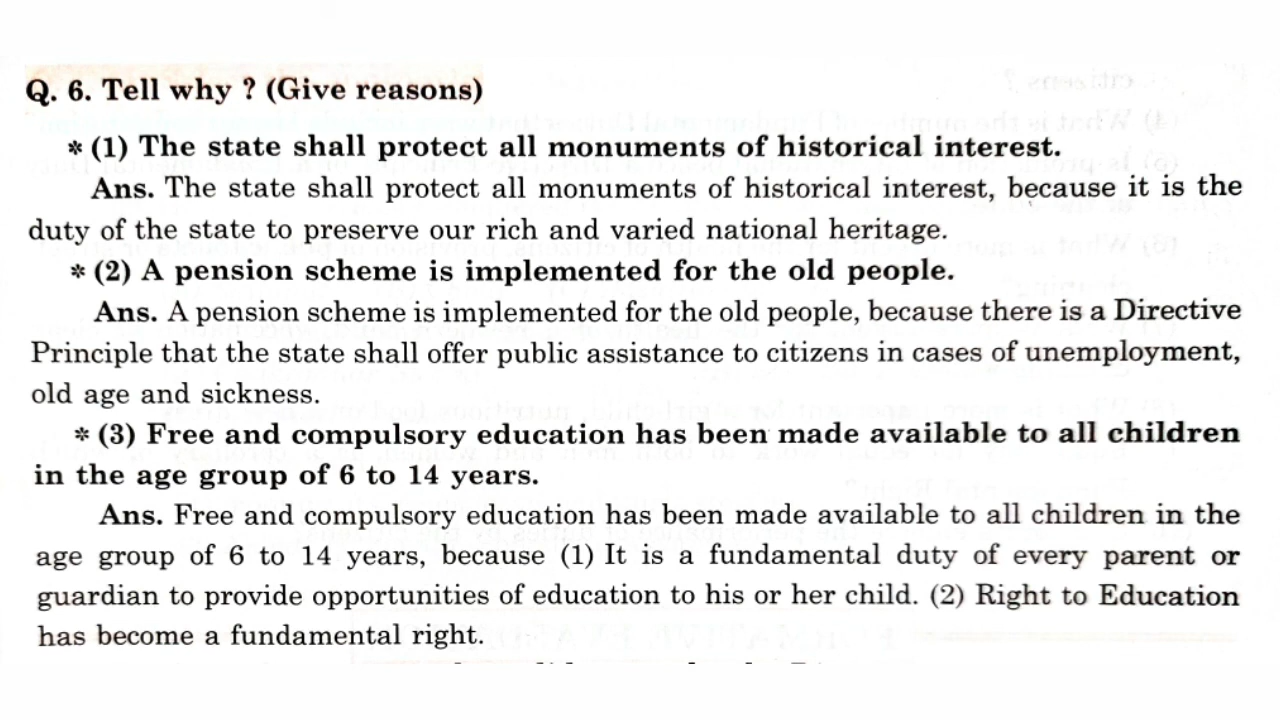 Q. 6. Tell why ? (Give reasons)
* (1) The state shall protect all monuments of historical interest.
Ans. The state shall protect all monuments of historical interest, because it is the
duty of the state to preserve our rich and varied national heritage.
* (2) A pension scheme is implemented for the old people.
Ans. A pension scheme is implemented for the old people, because there is a Directive
Principle that the state shall offer public assistance to citizens in cases of unemployment,
old age and sickness.
* (3) Free and compulsory education has been made available to all children
in the age group of 6 to 14 years.
Ans. Free and compulsory education has been made available to all children in the
age group of 6 to 14 years, because (1) It is a fundamental duty of every parent or
guardian to provide opportunities of education to his or her child. (2) Right to Education
has become a fundamental right.